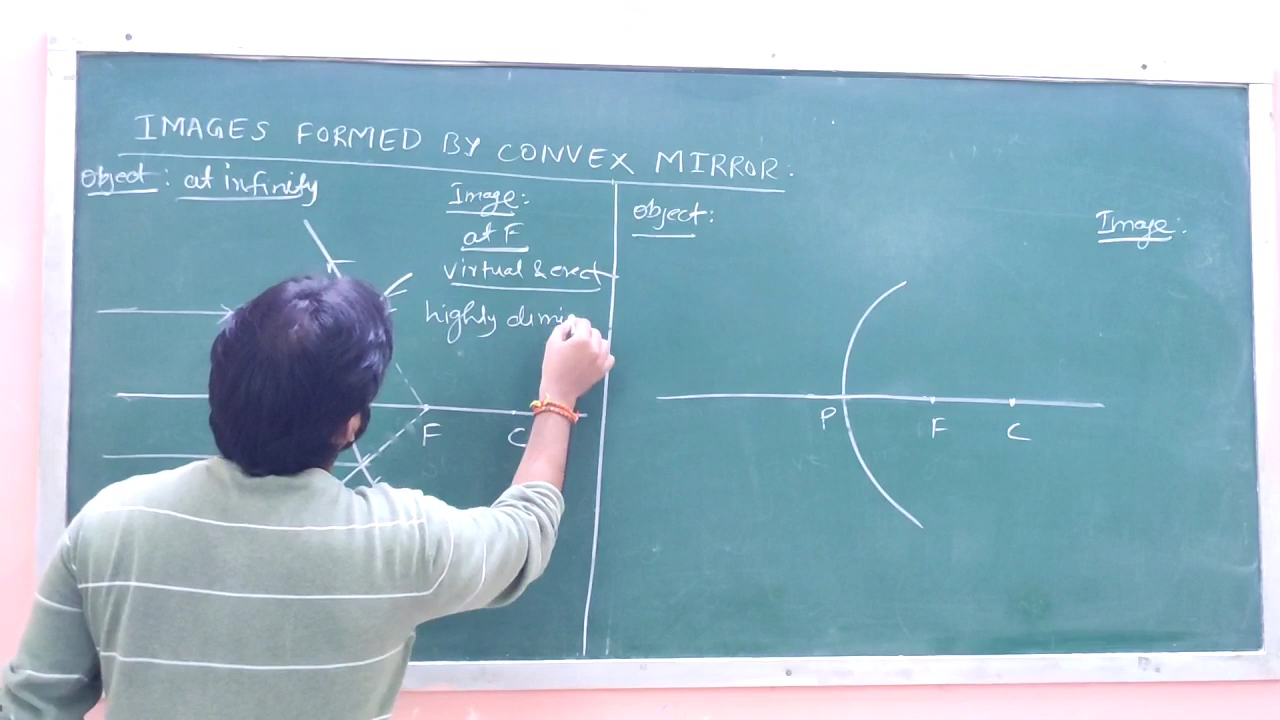 IMAGES FORMED BY CONVEX MIRROR.
Object: at infinity
Image:
at F
virtual & erect
highly dimi
F C
Object:
Image:
P F C